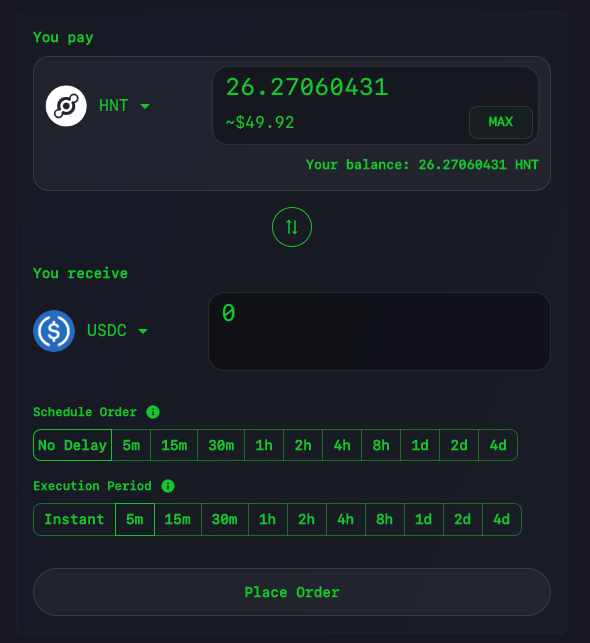 You pay
HNT
26.27060431
~$49.92
MAX
Your balance: 26.27060431 HNT
You receive
USDC
0
Schedule Order
No Delay 5m 15m 30m 1h 2h 4h 8h 1d 2d 4d
Execution Period
Instant 5m 15m 30m 1h 2h 4h 8h 1d 2d 4d
Place Order